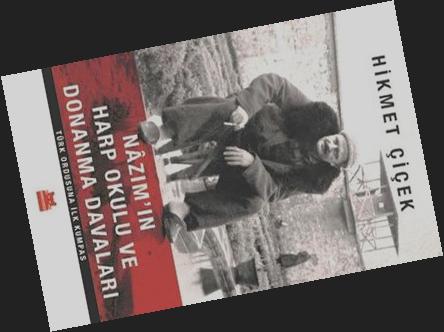 HİKMET ÇİÇEK
NÂZIM'IN
HARP OKULU VE
DONANMA DAVALARI
TÜRK ORDUSUNA İLK KUMPAS